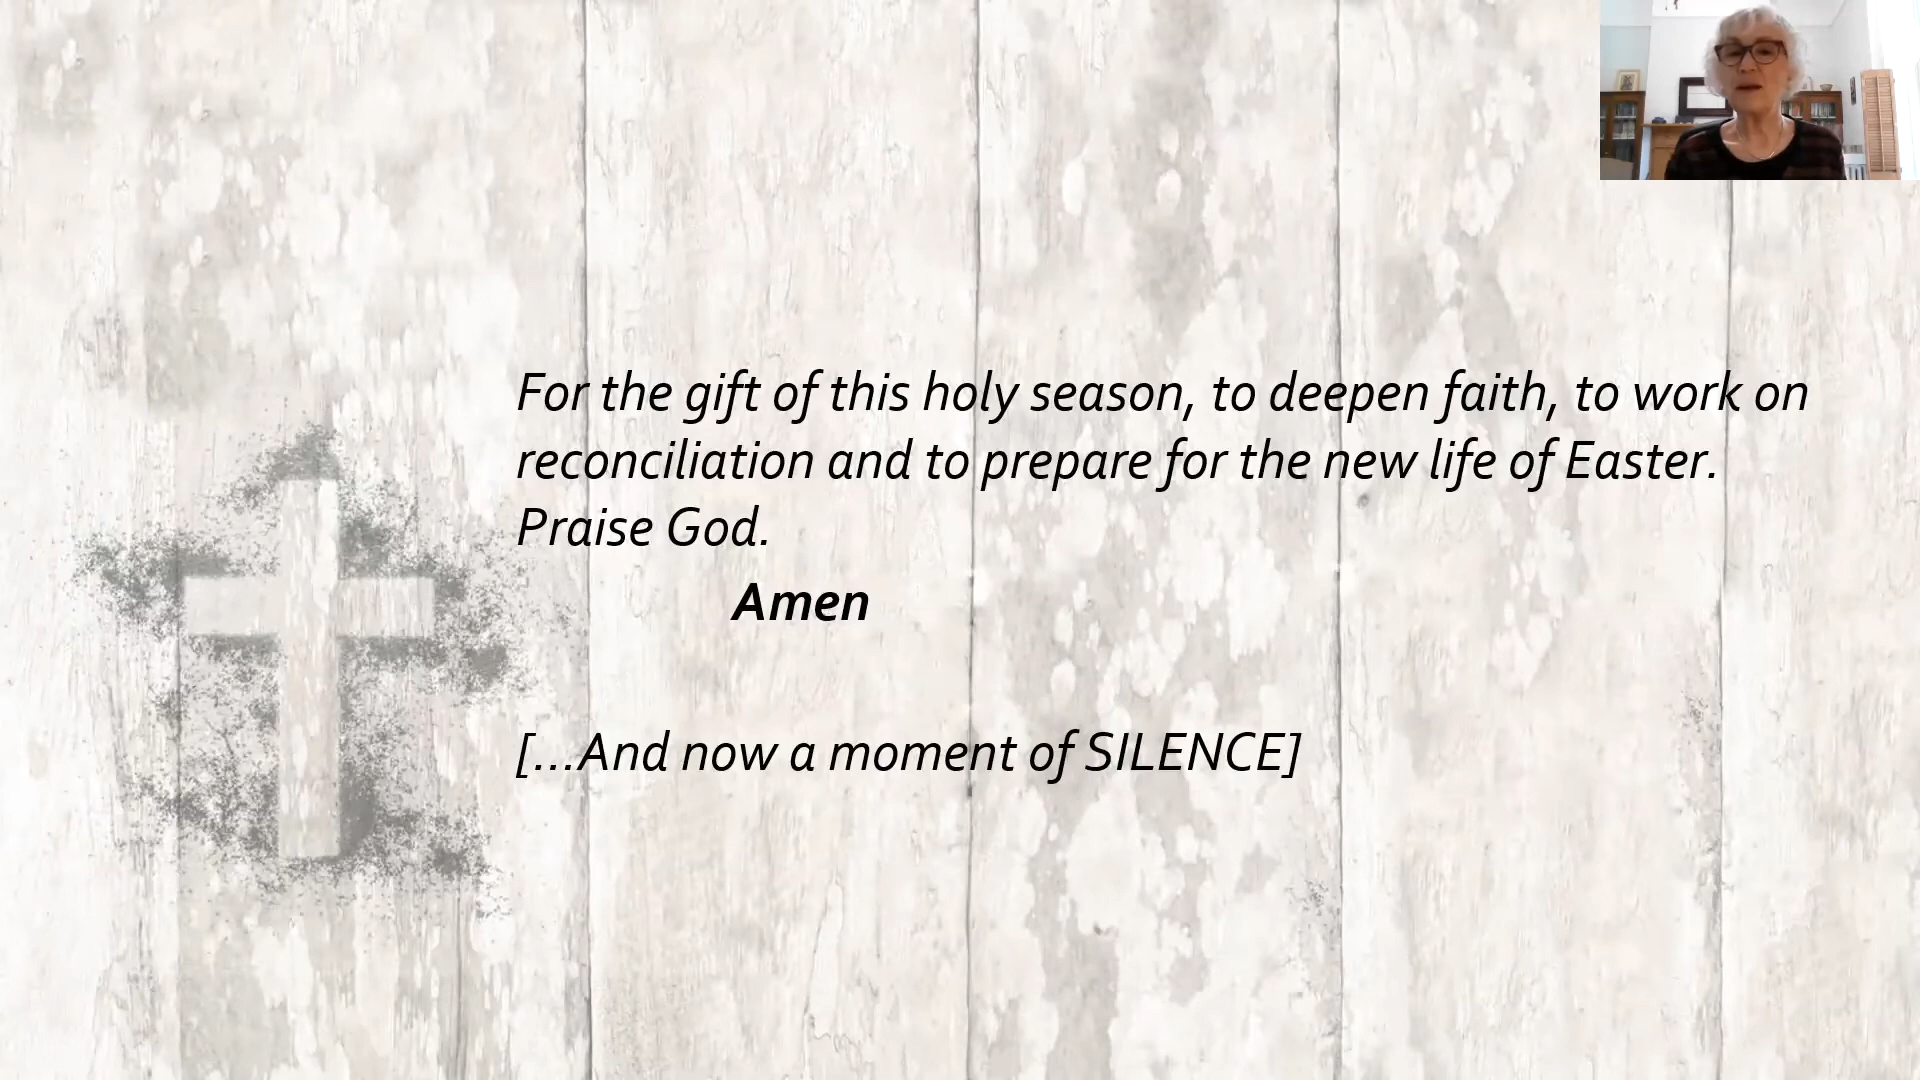 For the gift of this holy season, to deepen faith, to work on
reconciliation and to prepare for the new life of Easter.
Praise God.
Amen
[…And now a moment of SILENCE]